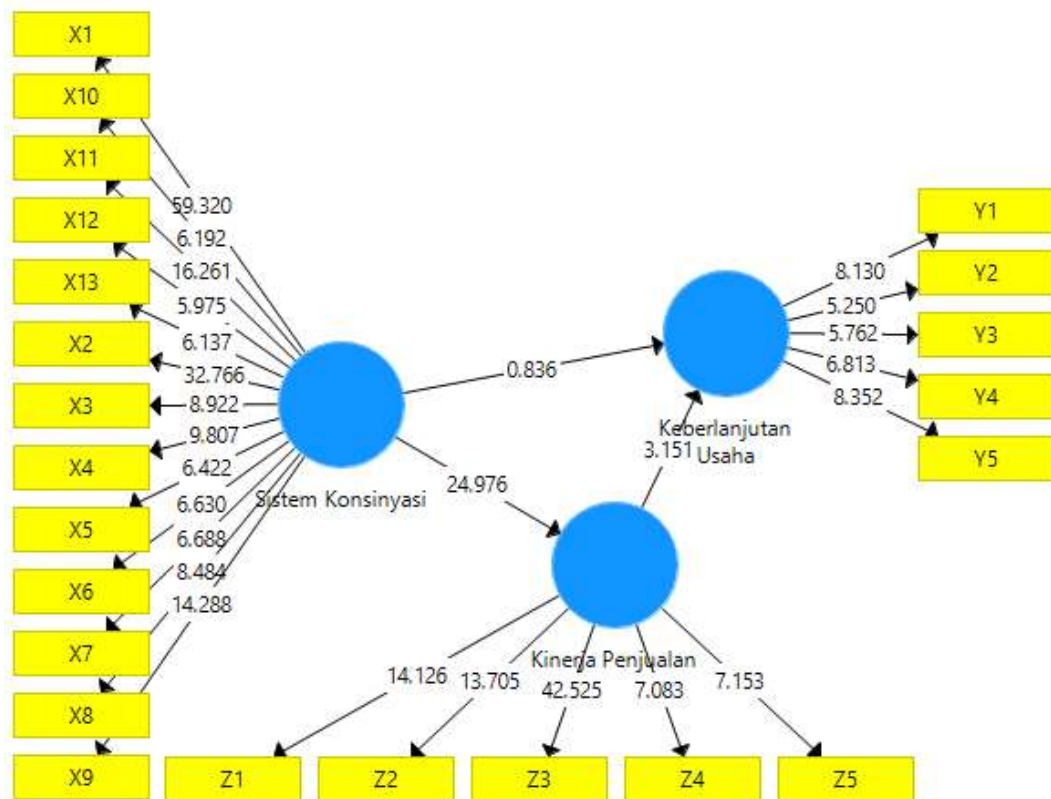 X1
X10
X11
X12
X13
X2
X3
X4
X5
X6
X7
X8
X9
59.320
6.192
16.261
5.975
6.137
32.766
8.922
9.807
6.422
6.630
6.688
8.484
14.288
Sistem Konsinyasi
0.836
24.976
3.151
Keberlanjutan
Usaha
8.130
5.250
5.762
6.813
8.352
Y1
Y2
Y3
Y4
Y5
Kinerja Penjualan
14.126
13.705
42.525
7.083
7.153
Z1
Z2
Z3
Z4
Z5